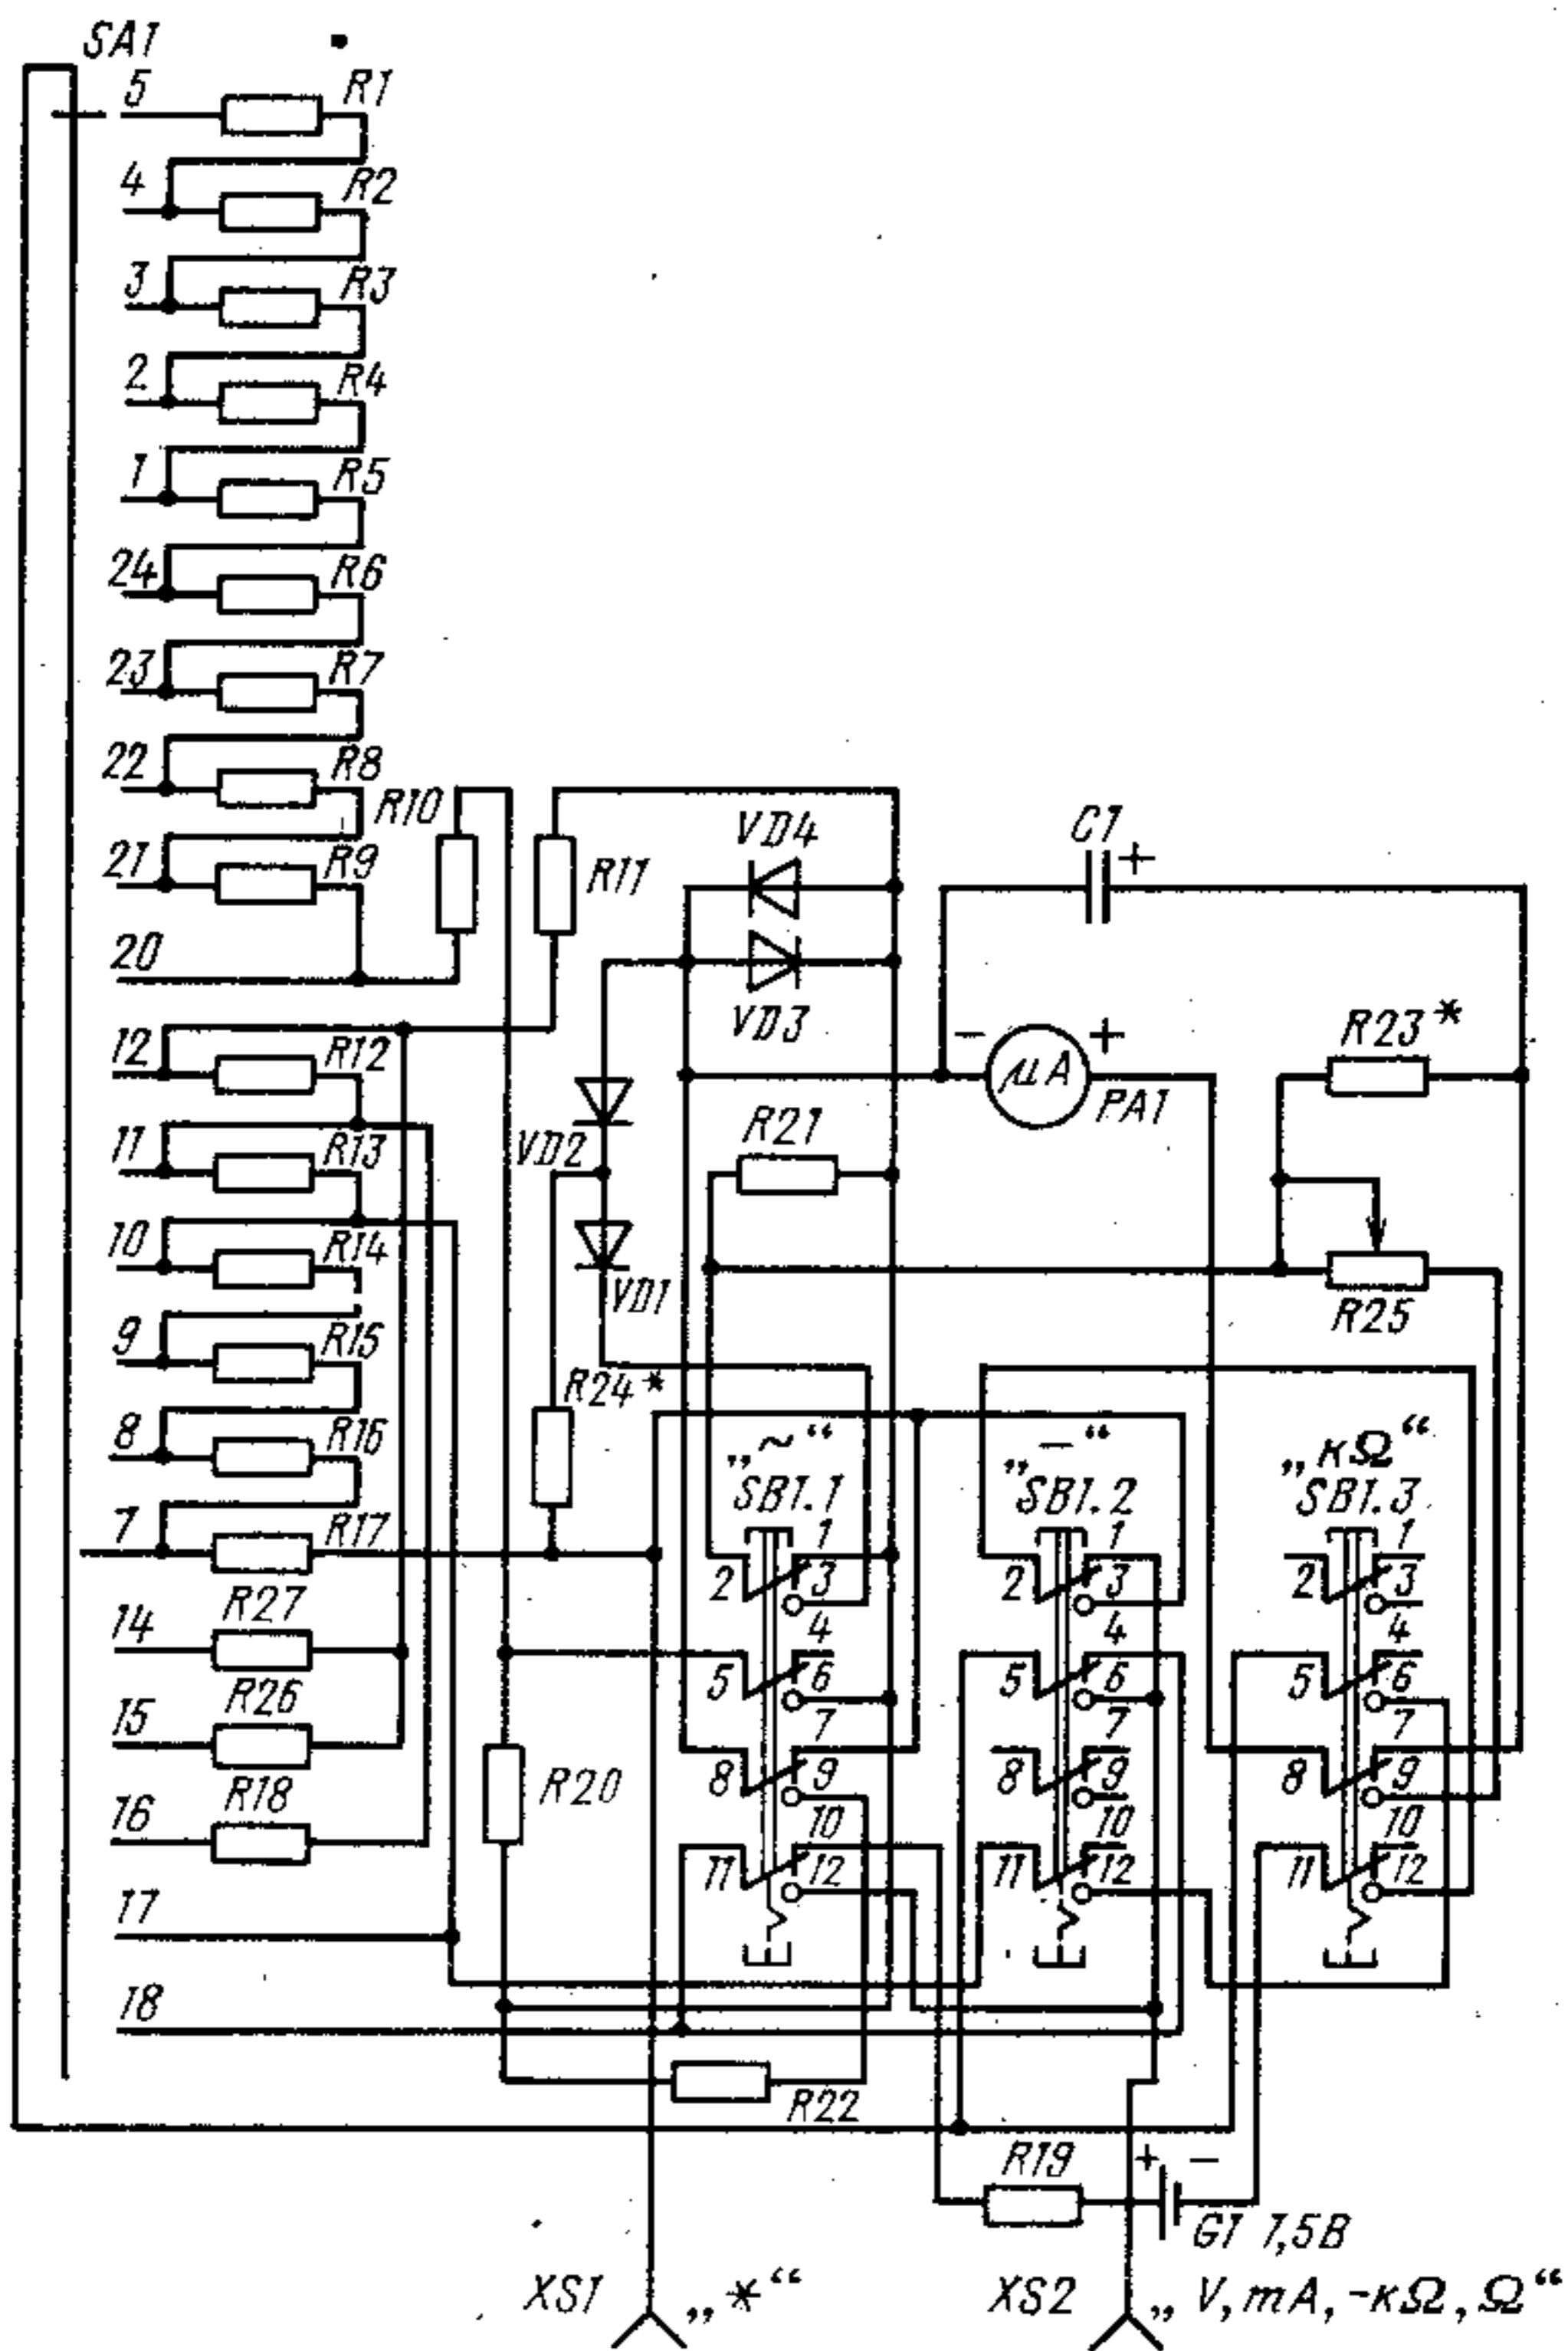 SA1
5 R1
4 R2
3 R3
2 R4
1 R5
24 R6
23 R7
22 R8
R10
21 R9
20
R11
VD4
VD3
C1 +
- μA + PA1
R23*
12 R12
11 R13
VD2
R21
10 R14
VD1
R25
9 R15
R24*
8 R16
7 R17
„~“ SB1.1
„-“ SB1.2
„кΩ“ SB1.3
1 1 1
2 3 2 3 2 3
4 4 4
5 6 5 6 5 6
7 7 7
8 9 8 9 8 9
10 10 10
11 12 11 12 11 12
14 R27
15 R26
16 R18
R20
17
18
R22
R19
+ -
G1 1,5В
XS1 „*“
XS2 „V, mA, -кΩ, Ω“